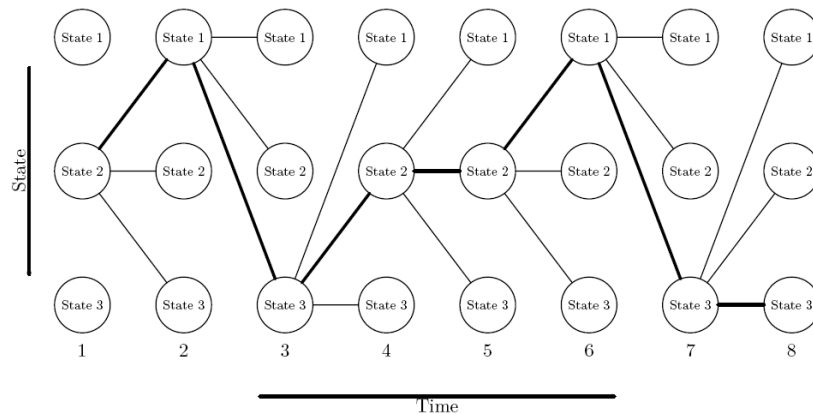 State 1 State 1 State 1 State 1 State 1 State 1 State 1 State 1
State 2 State 2 State 2 State 2 State 2 State 2 State 2 State 2
State 3 State 3 State 3 State 3 State 3 State 3 State 3 State 3
1 2 3 4 5 6 7 8
State
Time